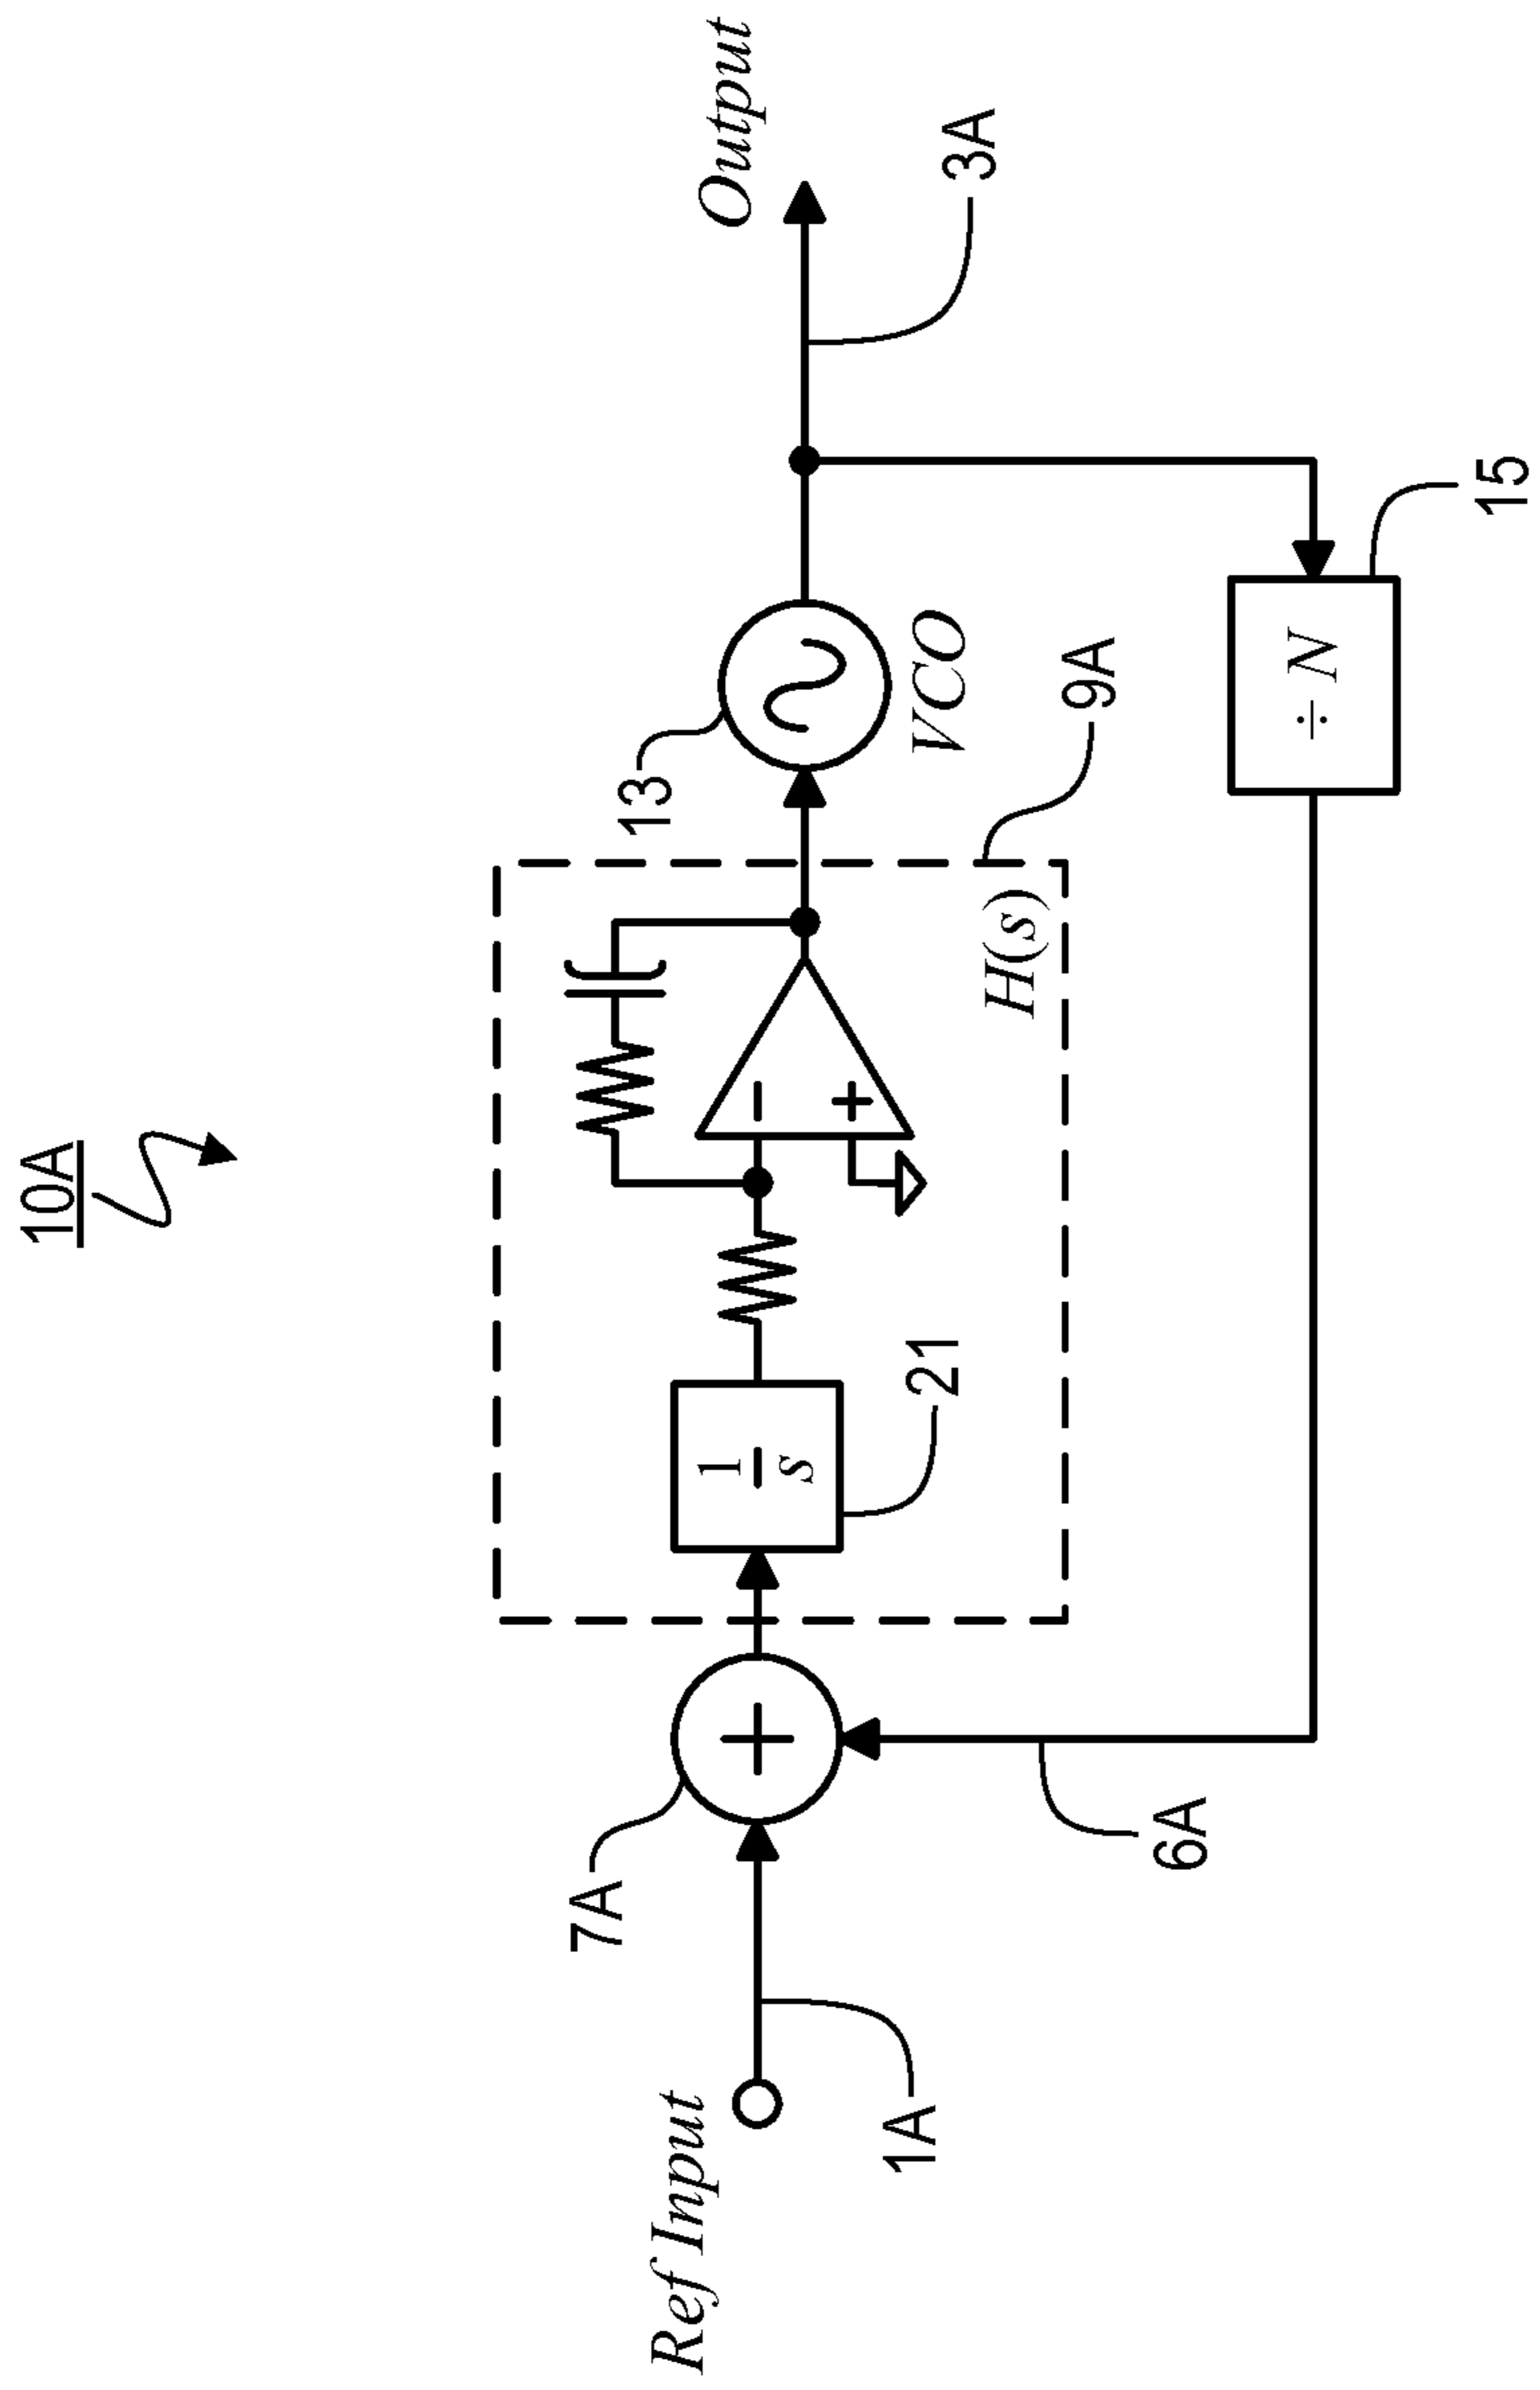 10A
Ref Input
1A
7A
6A
+
1
s
21
−
+
H(s)
9A
13
VCO
÷ N
15
Output
3A